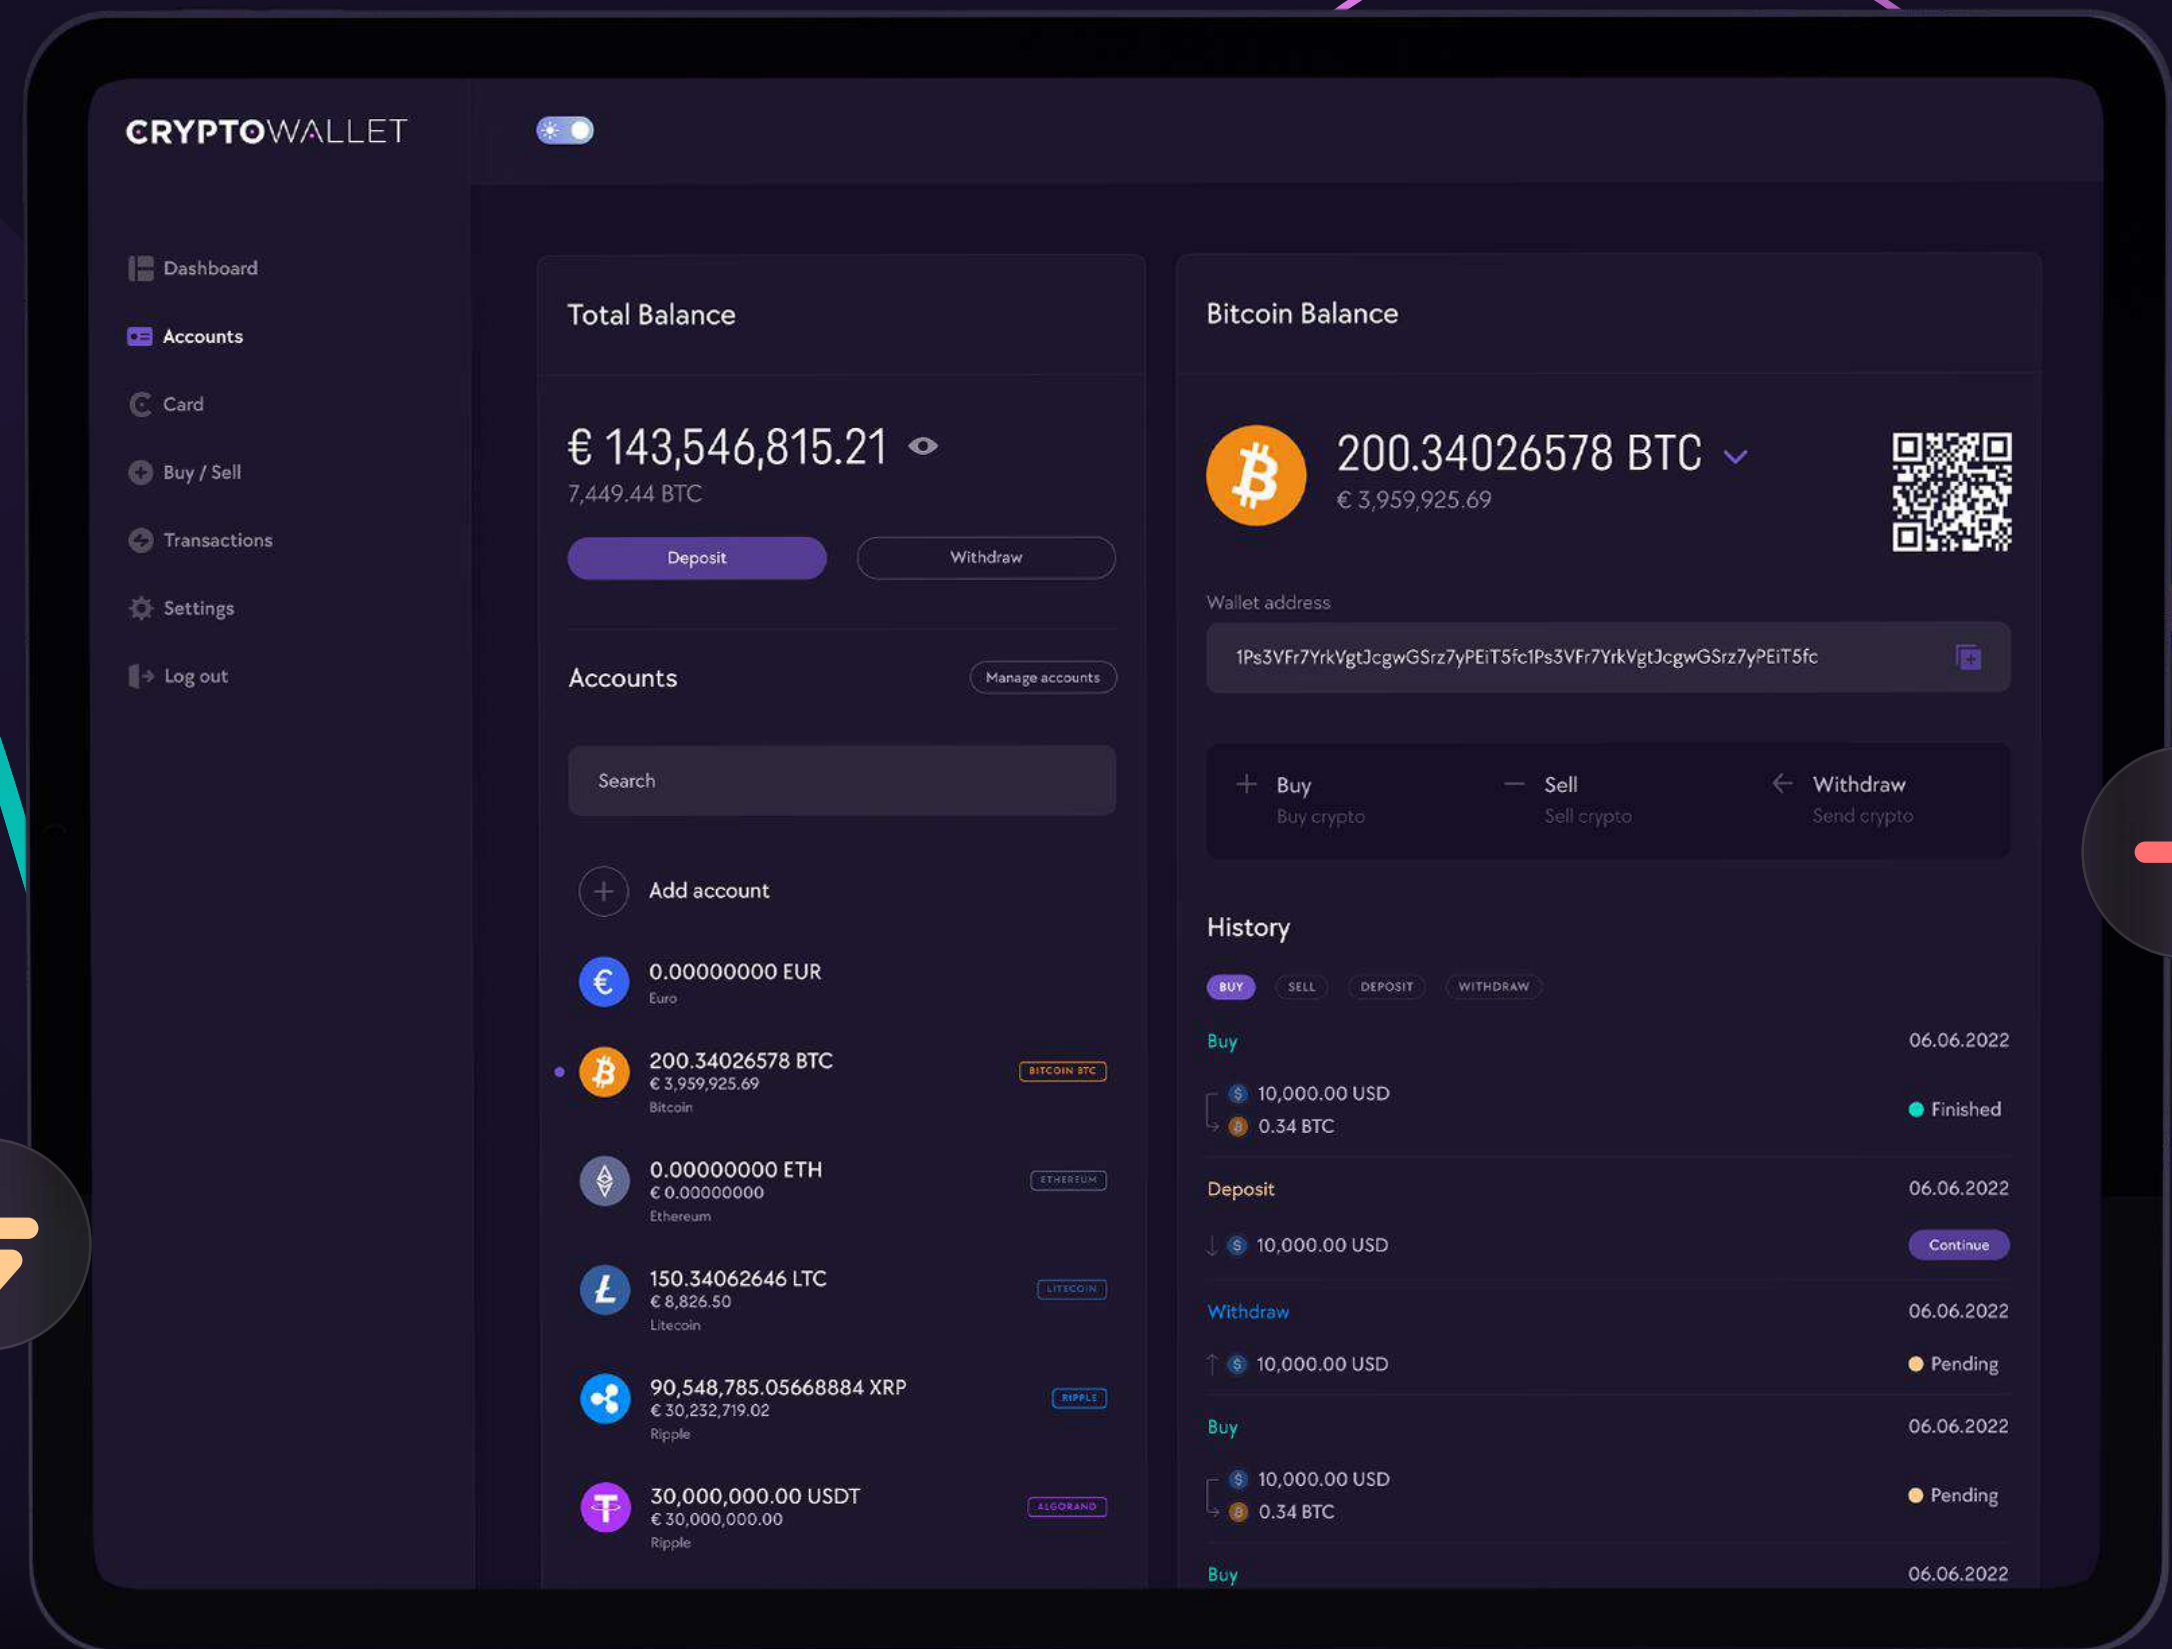 CRYPTOWALLET
Dashboard
Accounts
Card
Buy / Sell
Transactions
Settings
Log out
Total Balance
€ 143,546,815.21
7,449.44 BTC
Deposit
Withdraw
Accounts
Manage accounts
Search
Add account
0.00000000 EUR
Euro
200.34026578 BTC
€ 3,959,925.69
Bitcoin
BITCOIN BTC
0.00000000 ETH
€ 0.00000000
Ethereum
ETHEREUM
150.34062646 LTC
€ 8,826.50
Litecoin
LITECOIN
90,548,785.05668884 XRP
€ 30,232,719.02
Ripple
RIPPLE
30,000,000.00 USDT
€ 30,000,000.00
Ripple
ALGORAND
Bitcoin Balance
200.34026578 BTC
€ 3,959,925.69
Wallet address
1Ps3VFr7YrkVgtJcgwGSrz7yPEiT5fc1Ps3VFr7YrkVgtJcgwGSrz7yPEiT5fc
Buy
Buy crypto
Sell
Sell crypto
Withdraw
Send crypto
History
BUY
SELL
DEPOSIT
WITHDRAW
Buy
06.06.2022
10,000.00 USD
0.34 BTC
Finished
Deposit
06.06.2022
10,000.00 USD
Continue
Withdraw
06.06.2022
10,000.00 USD
Pending
Buy
06.06.2022
10,000.00 USD
0.34 BTC
Pending
Buy
06.06.2022